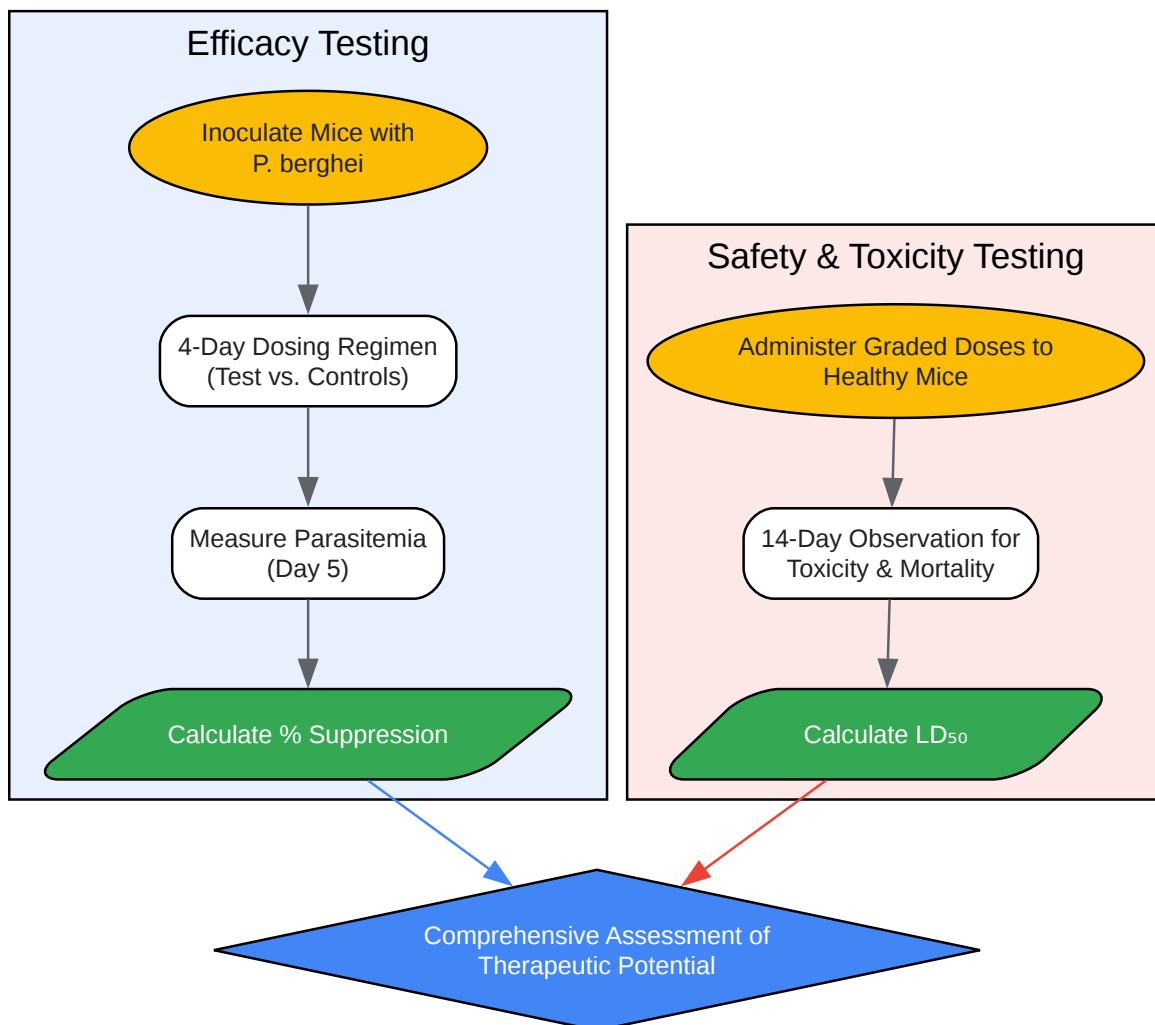 Efficacy Testing
Inoculate Mice with
P. berghei
4-Day Dosing Regimen
(Test vs. Controls)
Measure Parasitemia
(Day 5)
Calculate % Suppression
Safety & Toxicity Testing
Administer Graded Doses to
Healthy Mice
14-Day Observation for
Toxicity & Mortality
Calculate LD₅₀
Comprehensive Assessment of
Therapeutic Potential